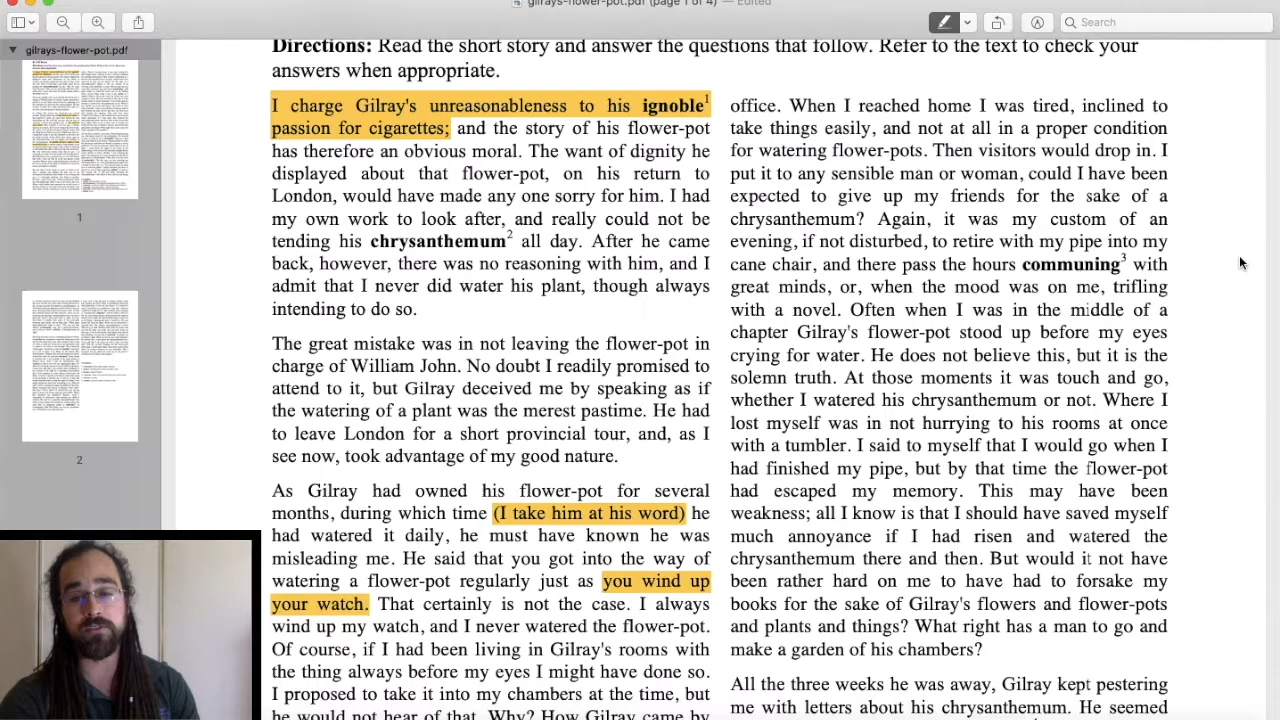 gilrays-flower-pot.pdf (page 1 of 4) — Edited
Search
gilrays-flower-pot.pdf
1
2
Directions: Read the short story and answer the questions that follow. Refer to the text to check your
answers when appropriate.
I charge Gilray's unreasonableness to his ignoble1
passion for cigarettes; and the story of his flower-pot
has therefore an obvious moral. The want of dignity he
displayed about that flower-pot, on his return to
London, would have made any one sorry for him. I had
my own work to look after, and really could not be
tending his chrysanthemum2 all day. After he came
back, however, there was no reasoning with him, and I
admit that I never did water his plant, though always
intending to do so.
The great mistake was in not leaving the flower-pot in
charge of William John. No doubt I readily promised to
attend to it, but Gilray deceived me by speaking as if
the watering of a plant was the merest pastime. He had
to leave London for a short provincial tour, and, as I
see now, took advantage of my good nature.
As Gilray had owned his flower-pot for several
months, during which time (I take him at his word) he
had watered it daily, he must have known he was
misleading me. He said that you got into the way of
watering a flower-pot regularly just as you wind up
your watch. That certainly is not the case. I always
wind up my watch, and I never watered the flower-pot.
Of course, if I had been living in Gilray's rooms with
the thing always before my eyes I might have done so.
I proposed to take it into my chambers at the time, but
he would not hear of that. Why? How Gilray came by
office. When I reached home I was tired, inclined to
take things easily, and not at all in a proper condition
for watering flower-pots. Then visitors would drop in. I
put it to any sensible man or woman, could I have been
expected to give up my friends for the sake of a
chrysanthemum? Again, it was my custom of an
evening, if not disturbed, to retire with my pipe into my
cane chair, and there pass the hours communing3 with
great minds, or, when the mood was on me, trifling
with a novel. Often when I was in the middle of a
chapter Gilray's flower-pot stood up before my eyes
crying for water. He does not believe this, but it is the
solemn truth. At those moments it was touch and go,
whether I watered his chrysanthemum or not. Where I
lost myself was in not hurrying to his rooms at once
with a tumbler. I said to myself that I would go when I
had finished my pipe, but by that time the flower-pot
had escaped my memory. This may have been
weakness; all I know is that I should have saved myself
much annoyance if I had risen and watered the
chrysanthemum there and then. But would it not have
been rather hard on me to have had to forsake my
books for the sake of Gilray's flowers and flower-pots
and plants and things? What right has a man to go and
make a garden of his chambers?
All the three weeks he was away, Gilray kept pestering
me with letters about his chrysanthemum. He seemed